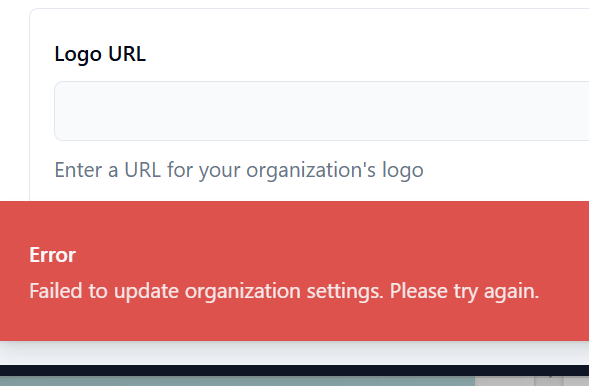 Logo URL
Enter a URL for your organization's logo
Error
Failed to update organization settings. Please try again.